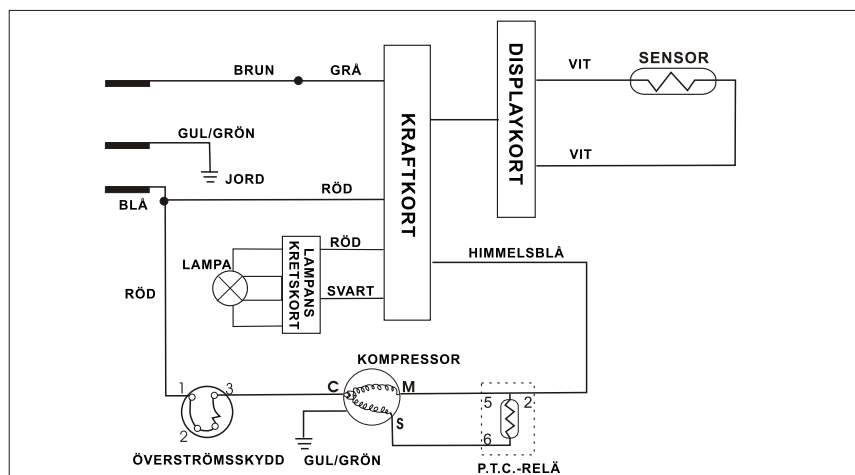 BRUN
GRÅ
GUL/GRÖN
JORD
BLÅ
RÖD
RÖD
KRAFTKORT
DISPLAYKORT
VIT
SENSOR
VIT
LAMPA
LAMPANS
KRETSKORT
RÖD
SVART
HIMMELSBLÅ
KOMPRESSOR
C
M
S
1
3
2
ÖVERSTRÖMSSKYDD
GUL/GRÖN
5
2
6
P.T.C.-RELÄ